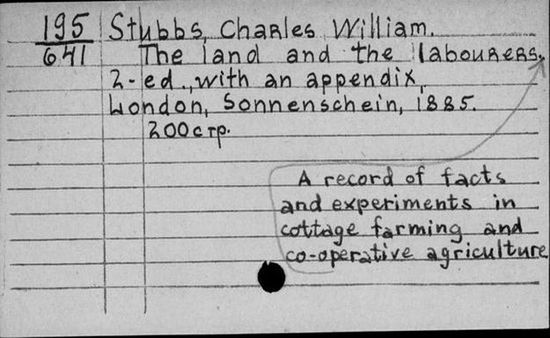 195 Stubbs, Charles William.
641 The land and the labourers.
2-ed., with an appendix,
London, Sonnenschein, 1885.
200 стр.
A record of facts
and experiments in
cottage farming and
co-operative agriculture